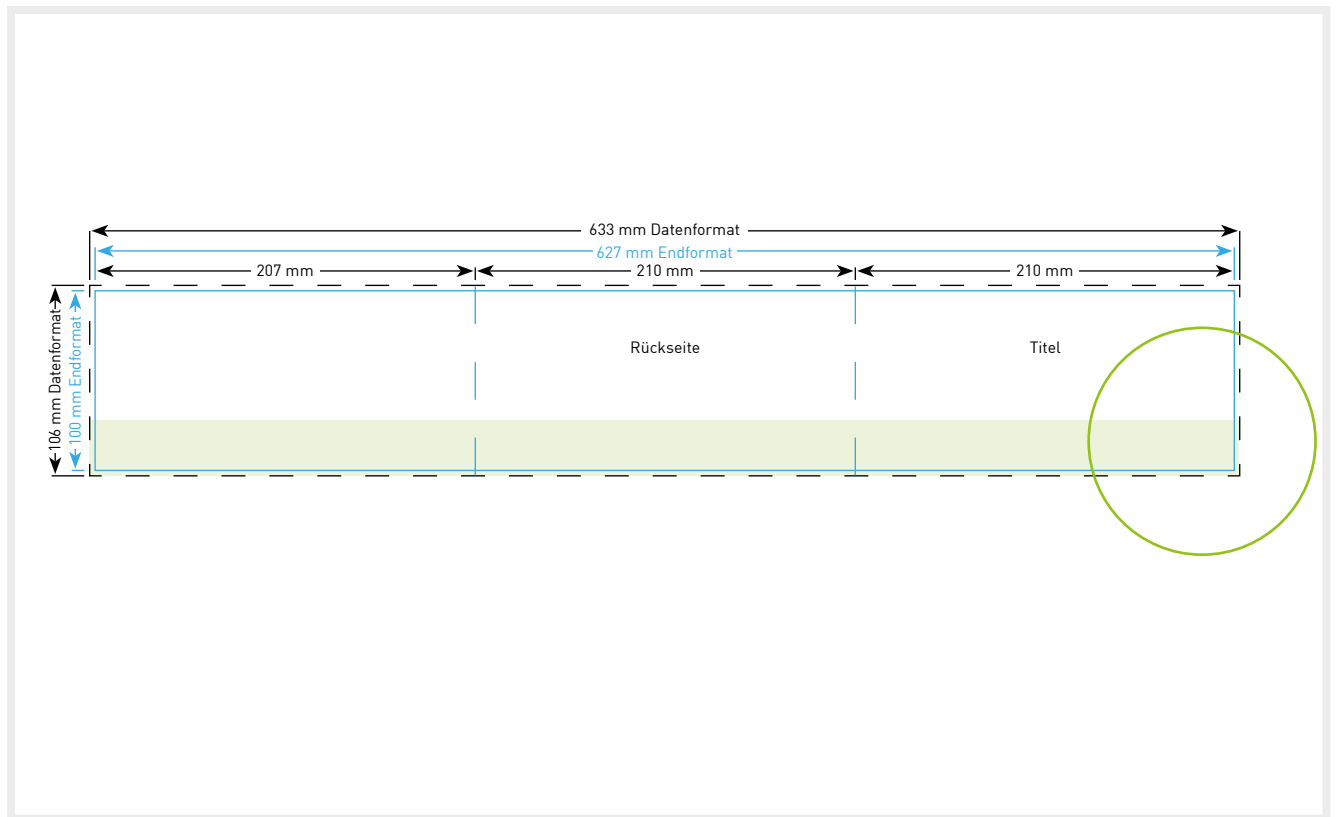 633 mm Datenformat
627 mm Endformat
207 mm
210 mm
210 mm
106 mm Datenformat
100 mm Endformat
Rückseite
Titel